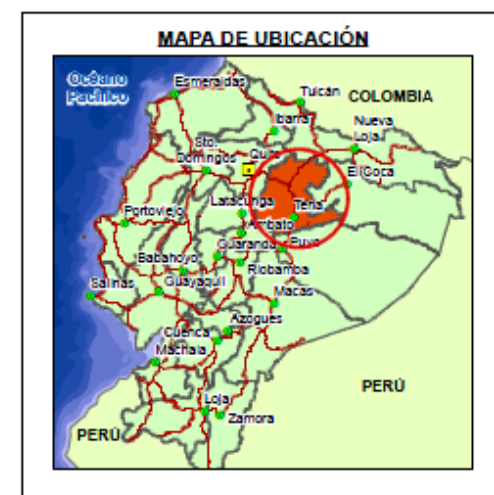 MAPA DE UBICACIÓN
Océano
Pacífico
Esmeraldas
Tulcán
COLOMBIA
Ibarra
Nueva
Loja
Sto.
Domingos
Quito
El Coca
Latacunga
Tena
Portoviejo
Ambato
Puyo
Guaranda
Babahoyo
Riobamba
Salinas
Guayaquil
Macas
Azogues
Cuenca
Machala
PERÚ
Loja
Zamora
PERÚ